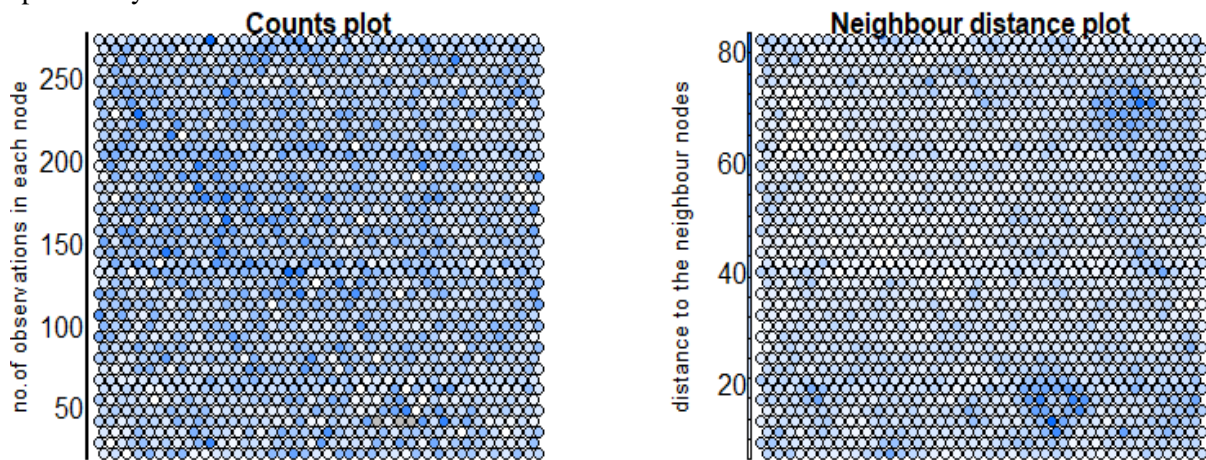 Counts plot
Neighbour distance plot
no.of observations in each node
250
200
150
100
50
distance to the neighbour nodes
80
60
40
20